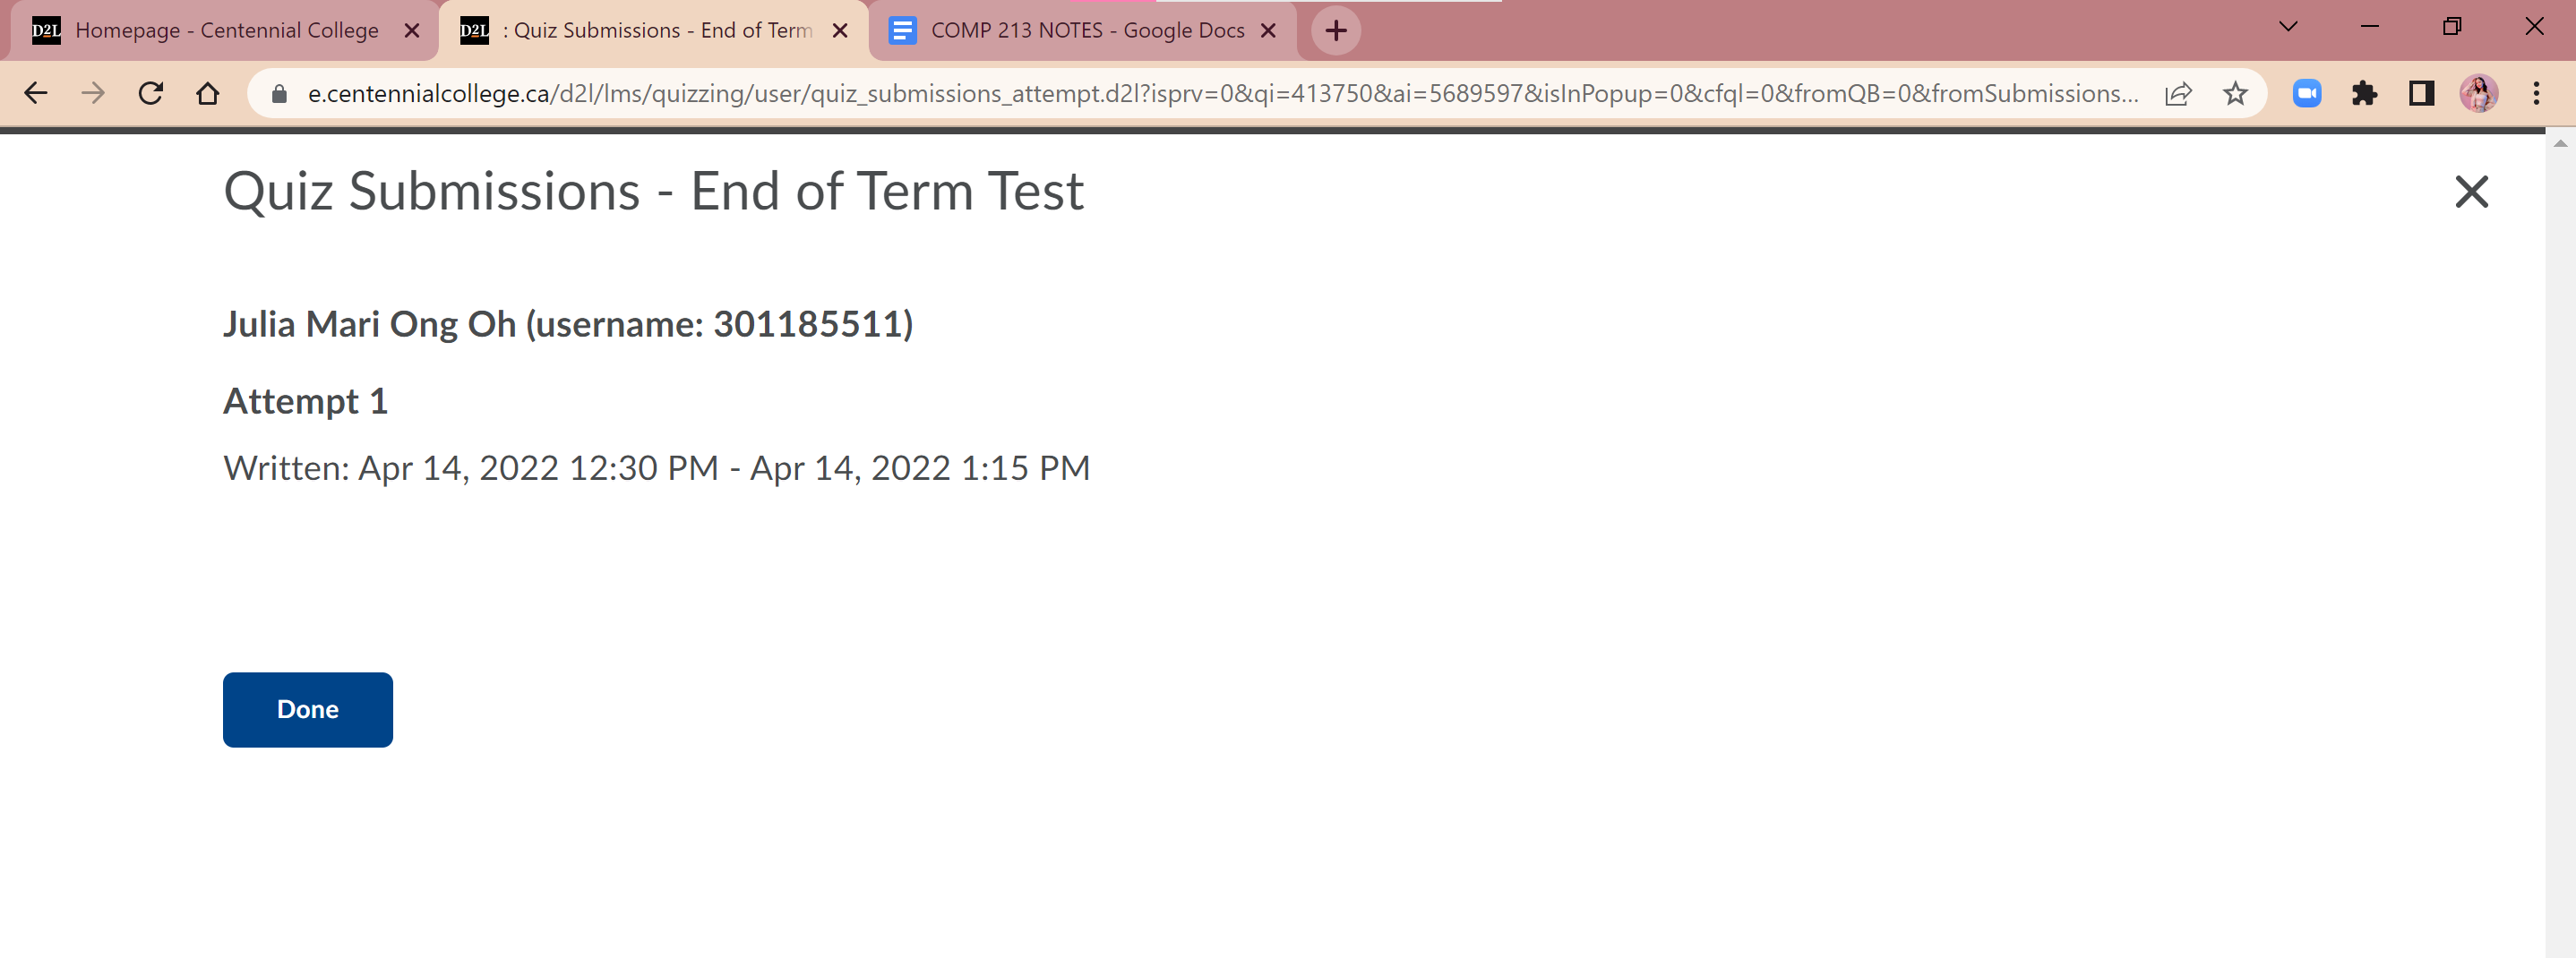 D2L Homepage - Centennial College
D2L : Quiz Submissions - End of Term
COMP 213 NOTES - Google Docs
e.centennialcollege.ca/d2l/lms/quizzing/user/quiz_submissions_attempt.d2l?isprv=0&qi=413750&ai=5689597&isInPopup=0&cfql=0&fromQB=0&fromSubmissions...
Quiz Submissions - End of Term Test
Julia Mari Ong Oh (username: 301185511)
Attempt 1
Written: Apr 14, 2022 12:30 PM - Apr 14, 2022 1:15 PM
Done